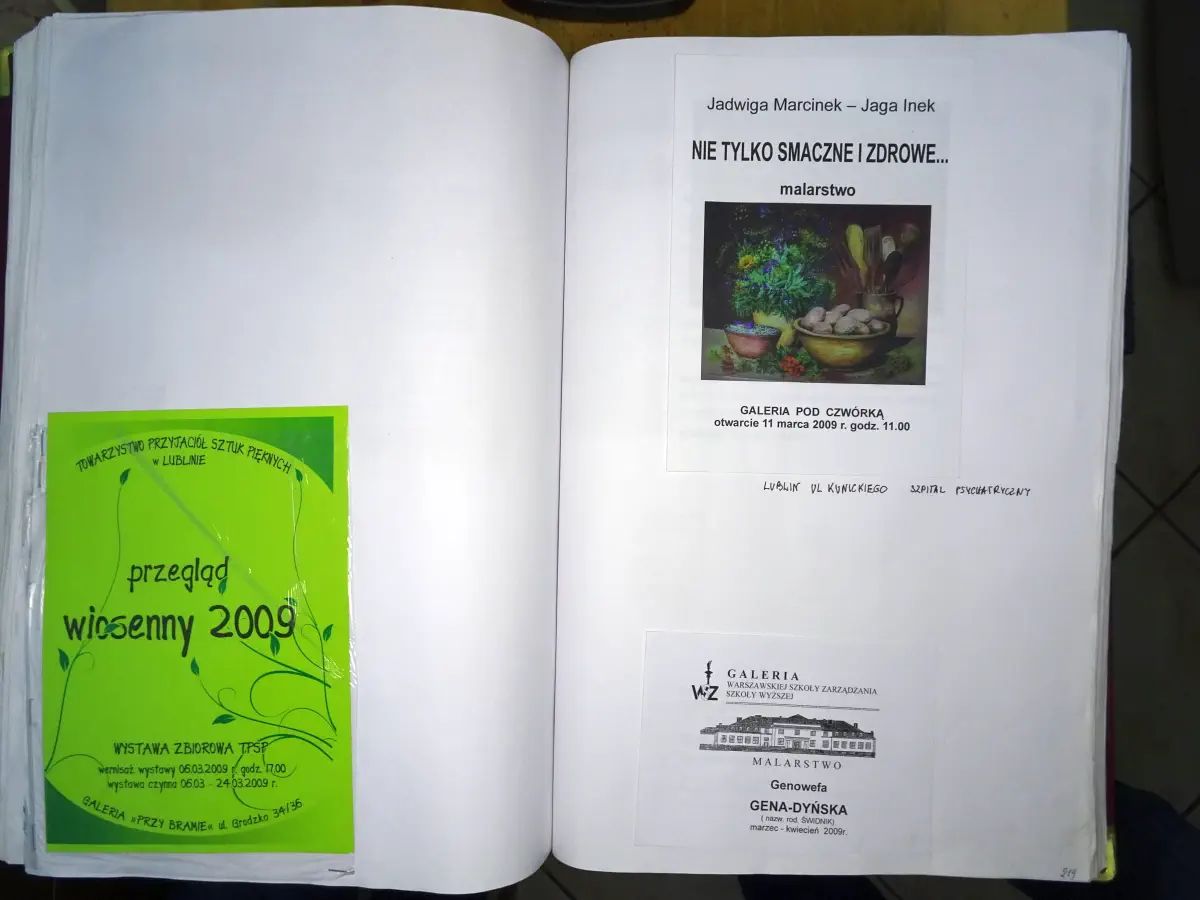 TOWARZYSTWO PRZYJACIÓŁ SZTUK PIĘKNYCH
w LUBLINIE
przegląd
wiosenny 2009
WYSTAWA ZBIOROWA TPSP
wernisaż wystawy 06.03.2009 r. godz. 17.00
wystawa czynna 06.03 - 24.03.2009 r.
GALERIA »PRZY BRAMIE« ul. Grodzka 34/36
Jadwiga Marcinek – Jaga Inek
NIE TYLKO SMACZNE I ZDROWE...
malarstwo
GALERIA POD CZWÓRKĄ
otwarcie 11 marca 2009 r. godz. 11.00
LUBLIN UL KUNICKIEGO SZPITAL PSYCHIATRYCZNY
WSZ
GALERIA
WARSZAWSKIEJ SZKOŁY ZARZĄDZANIA
SZKOŁY WYŻSZEJ
MALARSTWO
Genowefa
GENA-DYŃSKA
( nazw. rod. ŚWIDNIK)
marzec - kwiecień 2009r.